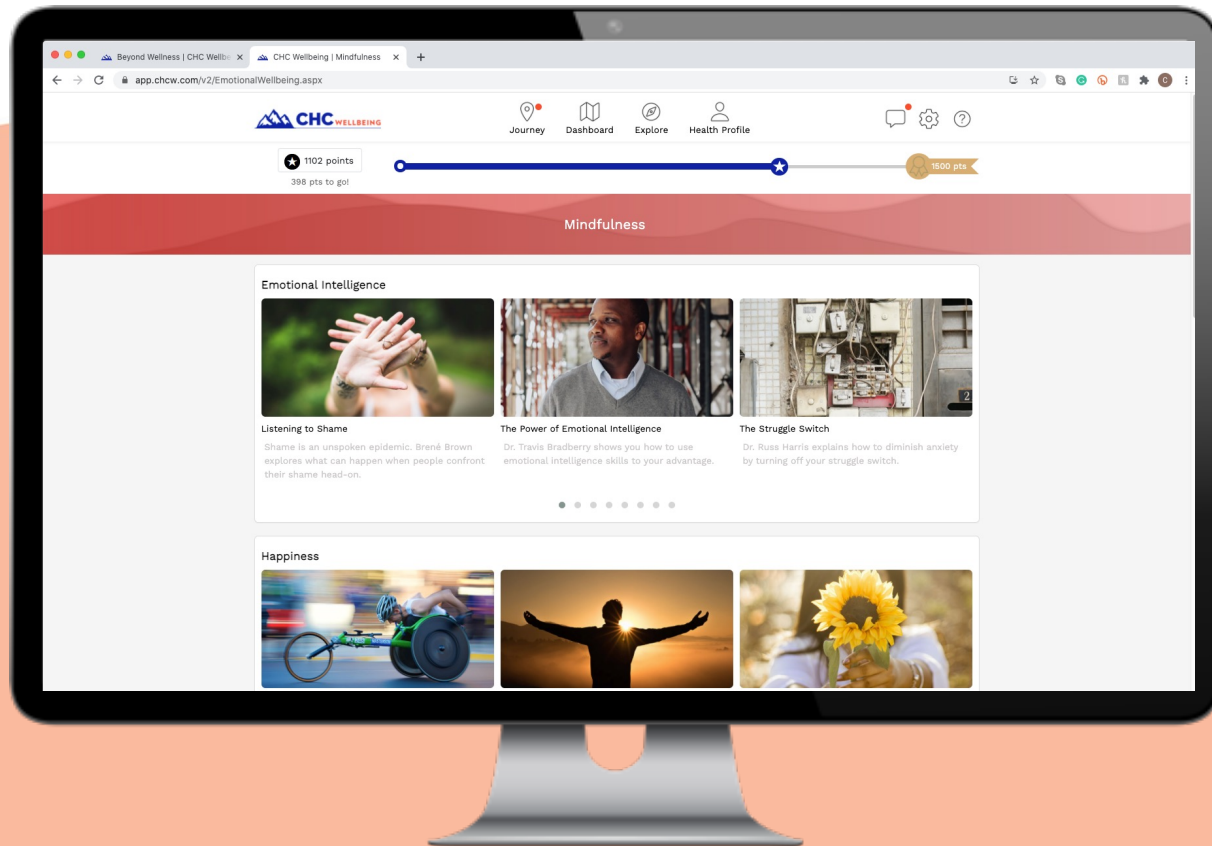 Beyond Wellness | CHC Wellbe
CHC Wellbeing | Mindfulness
app.chcw.com/v2/EmotionalWellbeing.aspx
CHC WELLBEING
Journey
Dashboard
Explore
Health Profile
1102 points
398 pts to go!
1500 pts
Mindfulness
Emotional Intelligence
Listening to Shame
Shame is an unspoken epidemic. Brené Brown
explores what can happen when people confront
their shame head-on.
The Power of Emotional Intelligence
Dr. Travis Bradberry shows you how to use
emotional intelligence skills to your advantage.
The Struggle Switch
Dr. Russ Harris explains how to diminish anxiety
by turning off your struggle switch.
2
Happiness